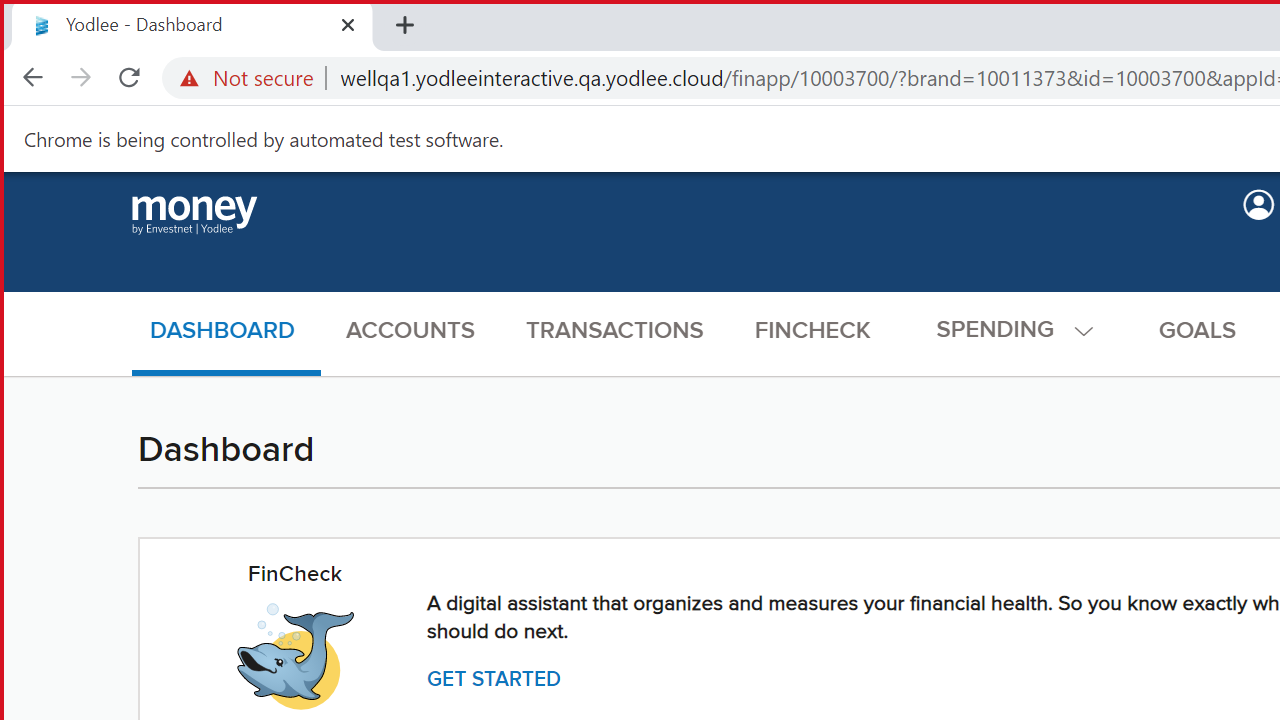 Yodlee - Dashboard
Not secure | wellqa1.yodleeinteractive.qa.yodlee.cloud/finapp/10003700/?brand=10011373&id=10003700&appId=
Chrome is being controlled by automated test software.
money
by Envestnet | Yodlee
DASHBOARD ACCOUNTS TRANSACTIONS FINCHECK SPENDING GOALS
Dashboard
FinCheck
A digital assistant that organizes and measures your financial health. So you know exactly wh
should do next.
GET STARTED